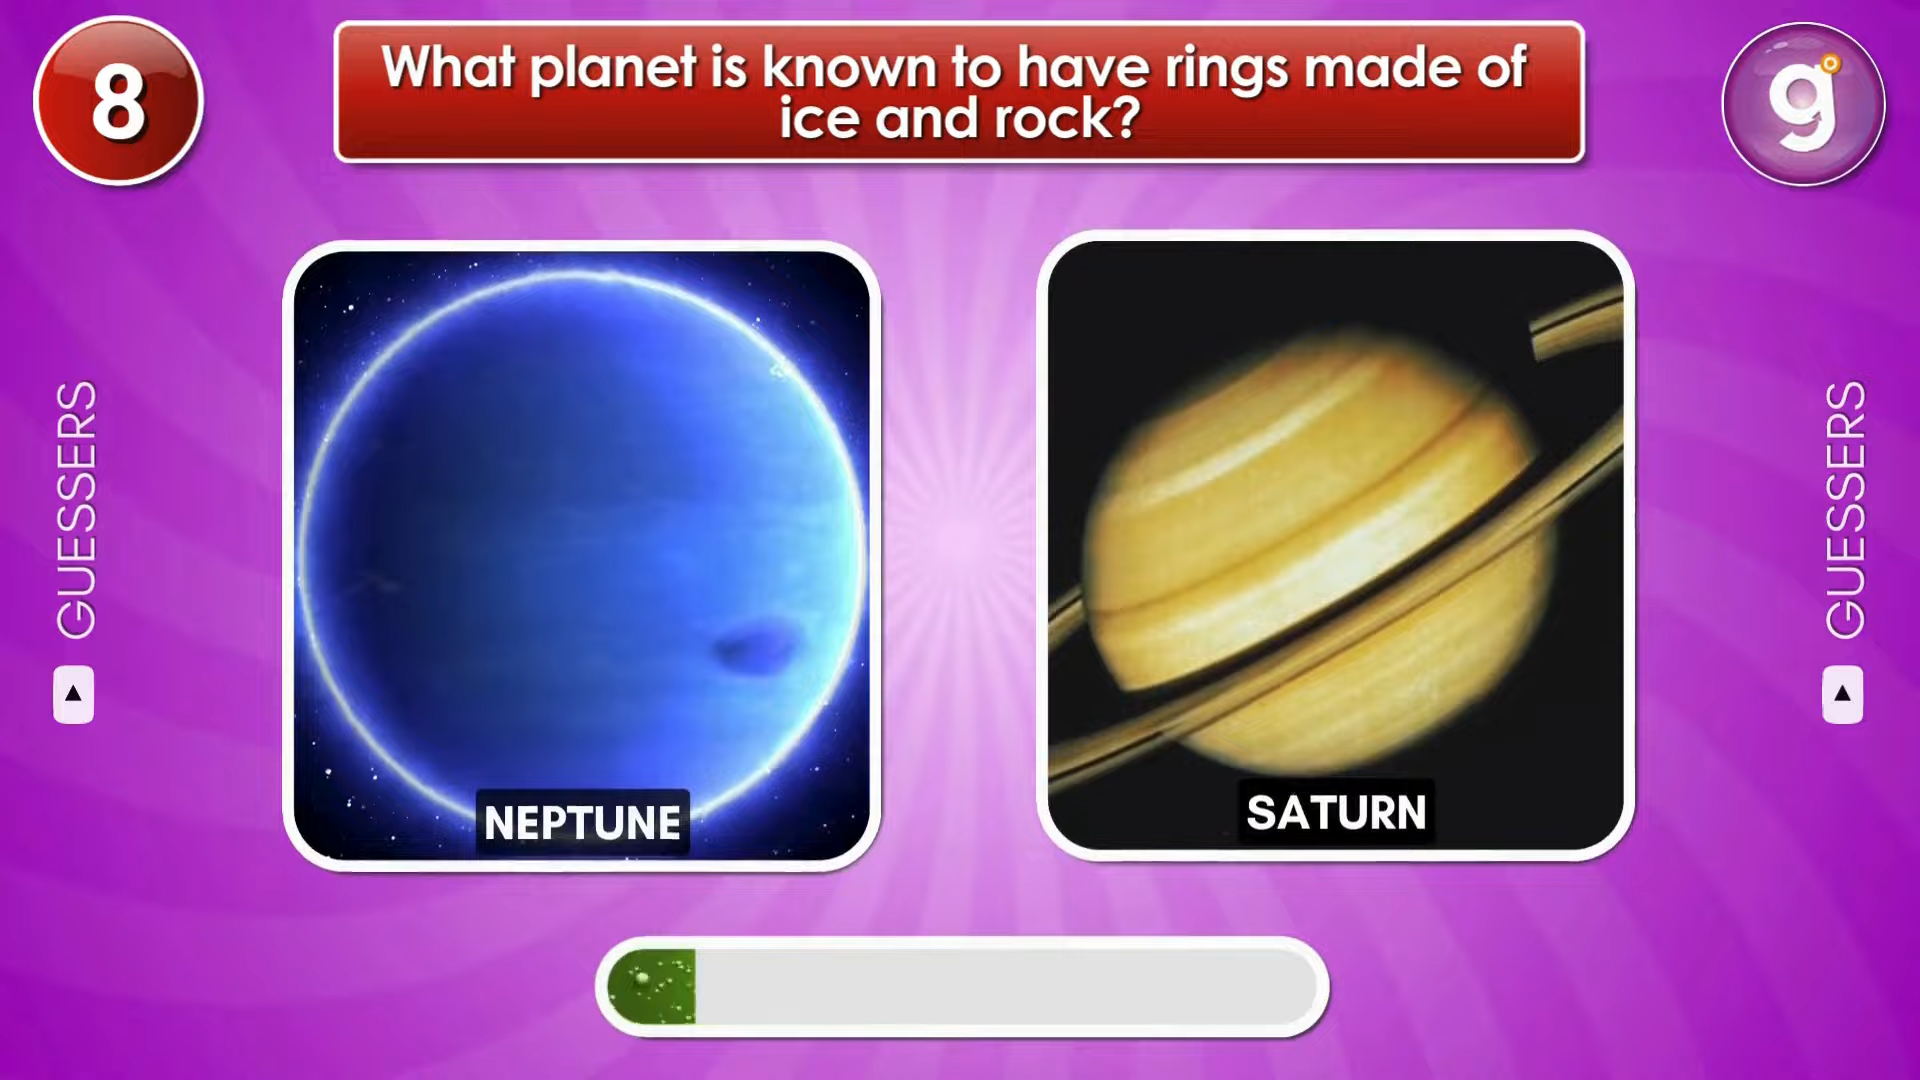 8
What planet is known to have rings made of
ice and rock?
g
GUESSERS
GUESSERS
NEPTUNE
SATURN